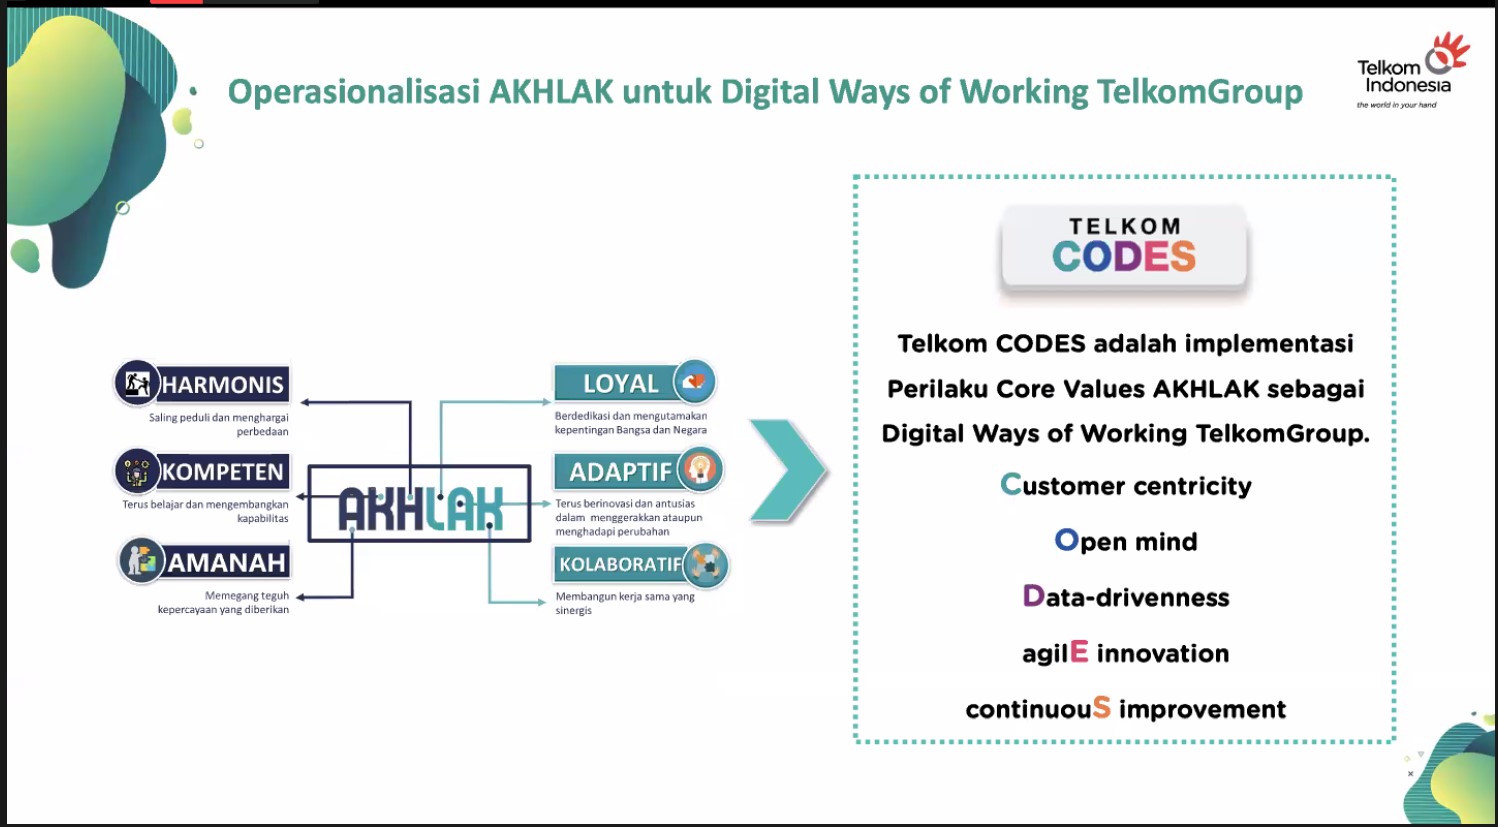 Operasionalisasi AKHLAK untuk Digital Ways of Working TelkomGroup
Telkom
Indonesia
the world in your hand
HARMONIS
Saling peduli dan menghargai
perbedaan
KOMPETEN
Terus belajar dan mengembangkan
kapabilitas
AMANAH
Memegang teguh
kepercayaan yang diberikan
AKHLAK
LOYAL
Berdedikasi dan mengutamakan
kepentingan Bangsa dan Negara
ADAPTIF
Terus berinovasi dan antusias
dalam menggerakkan ataupun
menghadapi perubahan
KOLABORATIF
Membangun kerja sama yang
sinergis
TELKOM
CODES
Telkom CODES adalah implementasi
Perilaku Core Values AKHLAK sebagai
Digital Ways of Working TelkomGroup.
Customer centricity
Open mind
Data-drivenness
agilE innovation
continuouS improvement